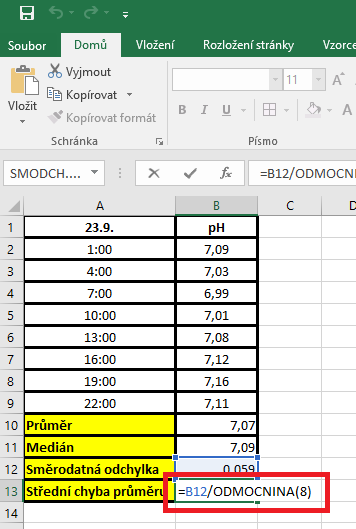 Soubor Domů Vložení Rozložení stránky Vzorce
Vyjmout
Kopírovat
Kopírovat formát
Vložit
11
A
B I U
Schránka Písmo
SMODCH.... fx =B12/ODMOCNINA(8)
A B C D
1 23.9. pH
2 1:00 7,09
3 4:00 7,03
4 7:00 6,99
5 10:00 7,01
6 13:00 7,08
7 16:00 7,12
8 19:00 7,16
9 22:00 7,11
10 Průměr 7,07
11 Medián 7,09
12 Směrodatná odchylka 0,059
13 Střední chyba průměru =B12/ODMOCNINA(8)
14